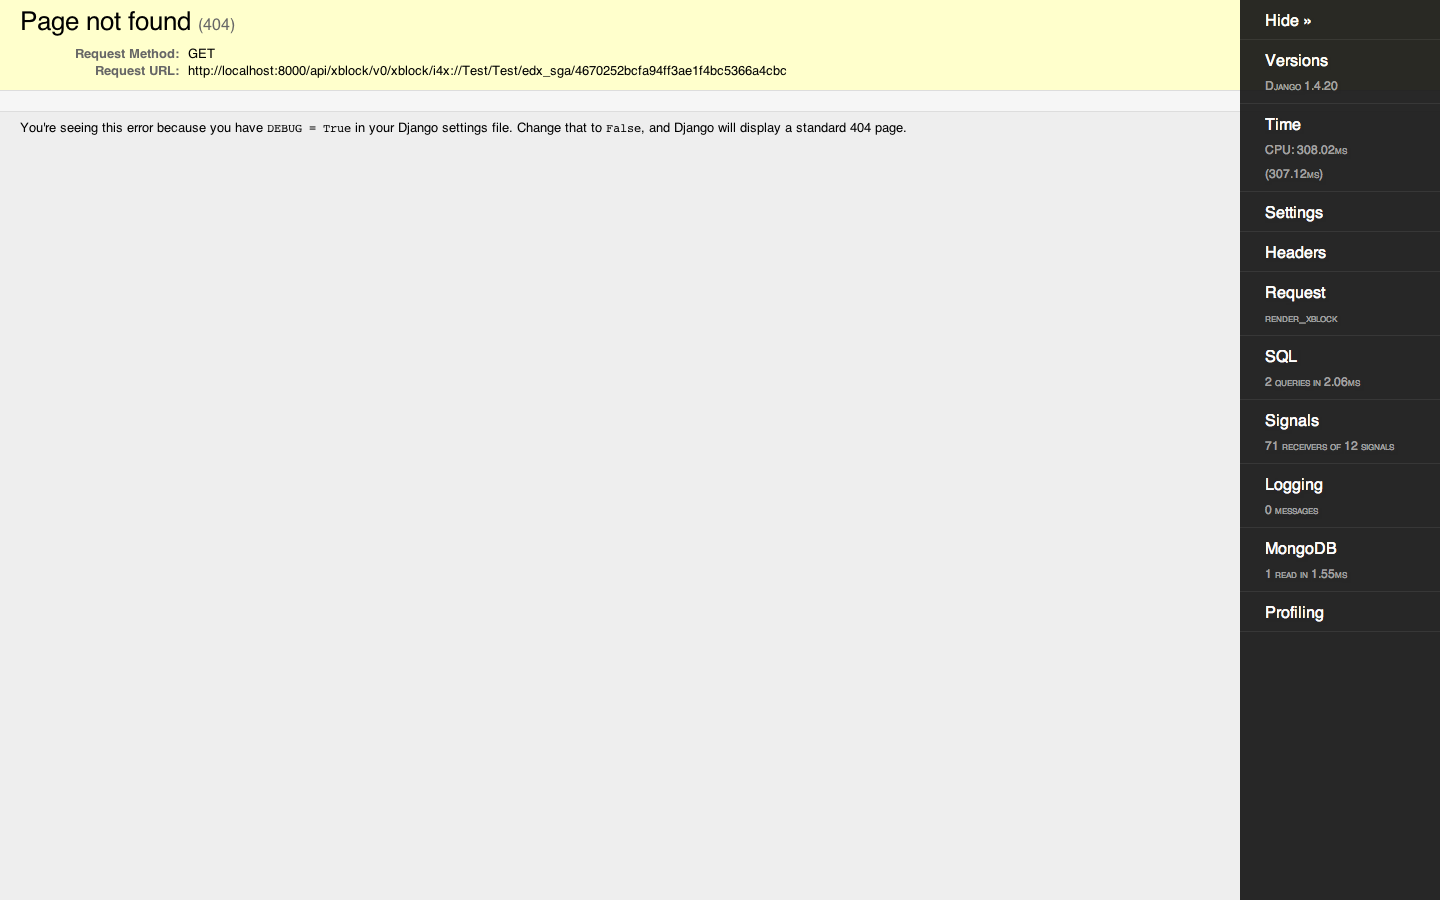 Page not found (404)
Request Method: GET
Request URL: http://localhost:8000/api/xblock/v0/xblock/i4x://Test/Test/edx_sga/4670252bcfa94ff3ae1f4bc5366a4cbc
You're seeing this error because you have DEBUG = True in your Django settings file. Change that to False, and Django will display a standard 404 page.
Hide »
Versions
Django 1.4.20
Time
CPU: 308.02ms
(307.12ms)
Settings
Headers
Request
render_xblock
SQL
2 queries in 2.06ms
Signals
71 receivers of 12 signals
Logging
0 messages
MongoDB
1 read in 1.55ms
Profiling